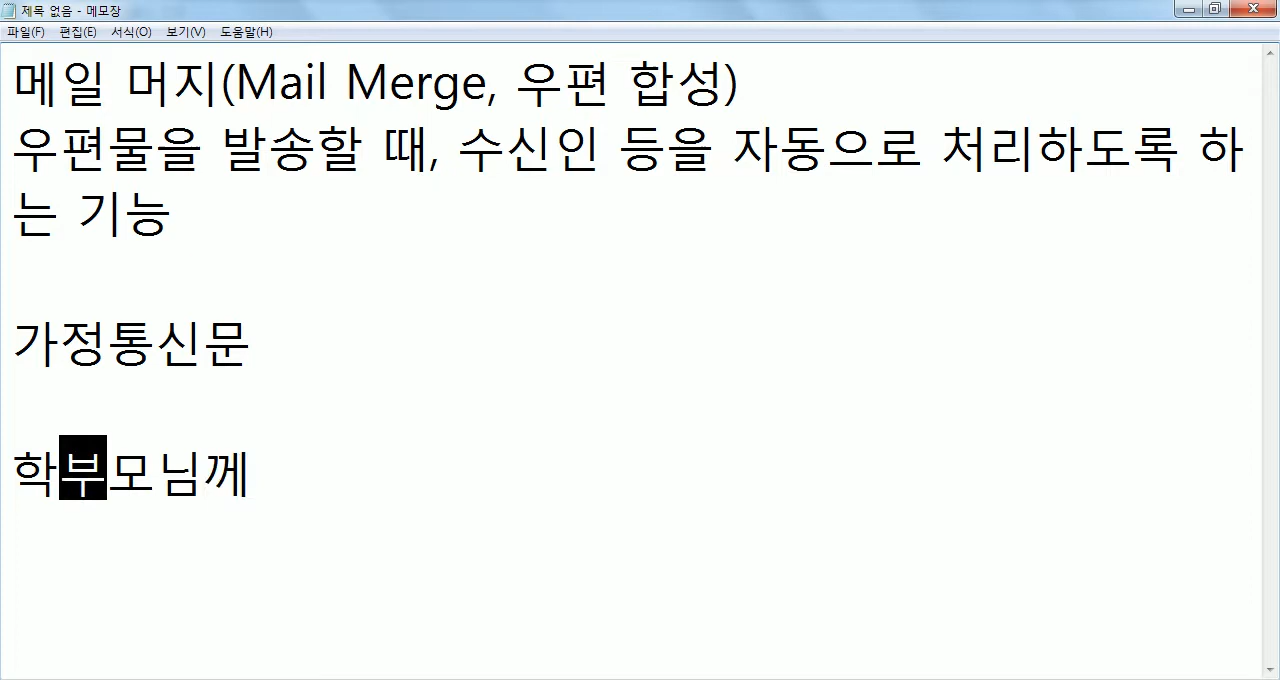 제목 없음 - 메모장
파일(F) 편집(E) 서식(O) 보기(V) 도움말(H)
메일 머지(Mail Merge, 우편 합성)
우편물을 발송할 때, 수신인 등을 자동으로 처리하도록 하
는 기능
가정통신문
학부모님께